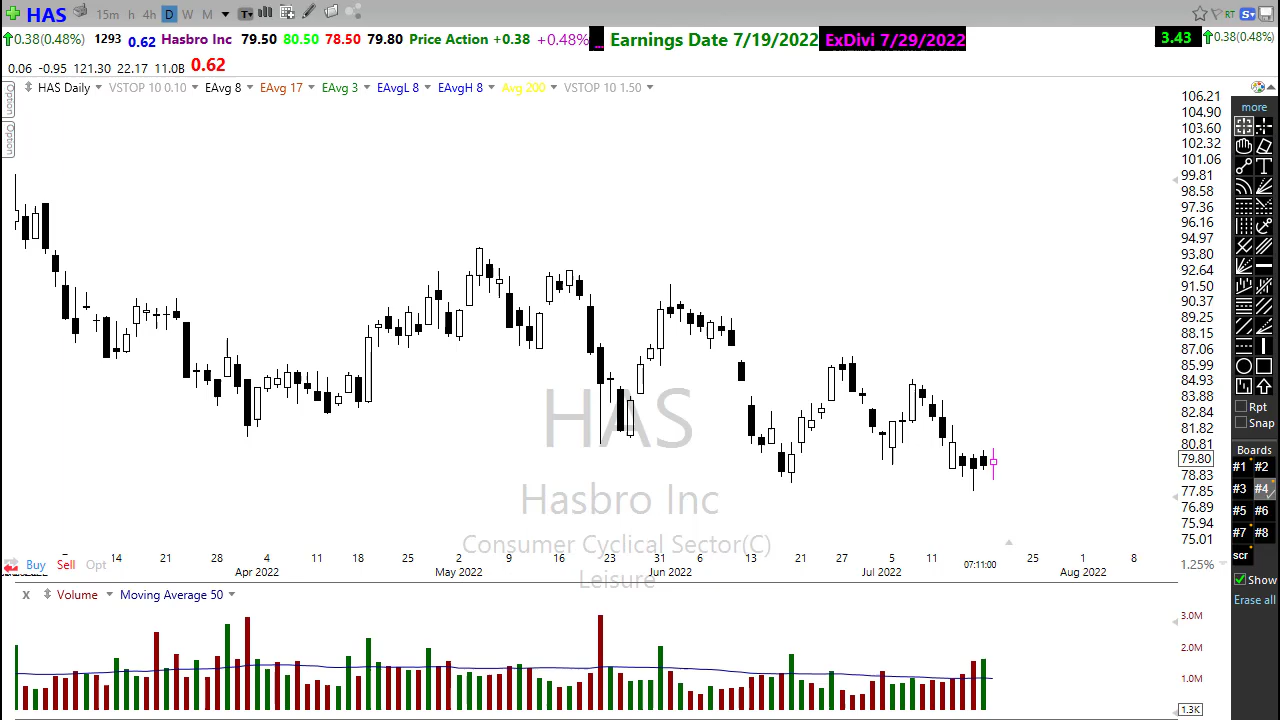 HAS 15m h 4h D W M T RT S
0.38(0.48%) 1293 0.62 Hasbro Inc 79.50 80.50 78.50 79.80 Price Action +0.38 +0.48% ... Earnings Date 7/19/2022 ExDivi 7/29/2022 3.43 0.38(0.48%)
0.06 -0.95 121.30 22.17 11.0B 0.62
HAS Daily VSTOP 10 0.10 EAvg 8 EAvg 17 EAvg 3 EAvgL 8 EAvgH 8 Avg 200 VSTOP 10 1.50
Option
Option
106.21
104.90
103.60
102.32
101.06
99.81
98.58
97.36
96.16
94.97
93.80
92.64
91.50
90.37
89.25
88.15
87.06
85.99
84.93
83.88
82.84
81.82
80.81
79.80
78.83
77.85
76.89
75.94
75.01
1.25%
more
T
Rpt
Snap
Boards
#1 #2
#3 #4
#5 #6
#7 #8
scr
Show
Erase all
HAS
Hasbro Inc
Consumer Cyclical Sector(C)
Leisure
Buy Sell Opt
14 21 28 4 11 18 25 2 9 16 23 31 6 13 21 27 5 11 25 1 8
Apr 2022 May 2022 Jun 2022 Jul 2022 07:11:00 Aug 2022
x Volume Moving Average 50
3.0M
2.0M
1.0M
1.3K